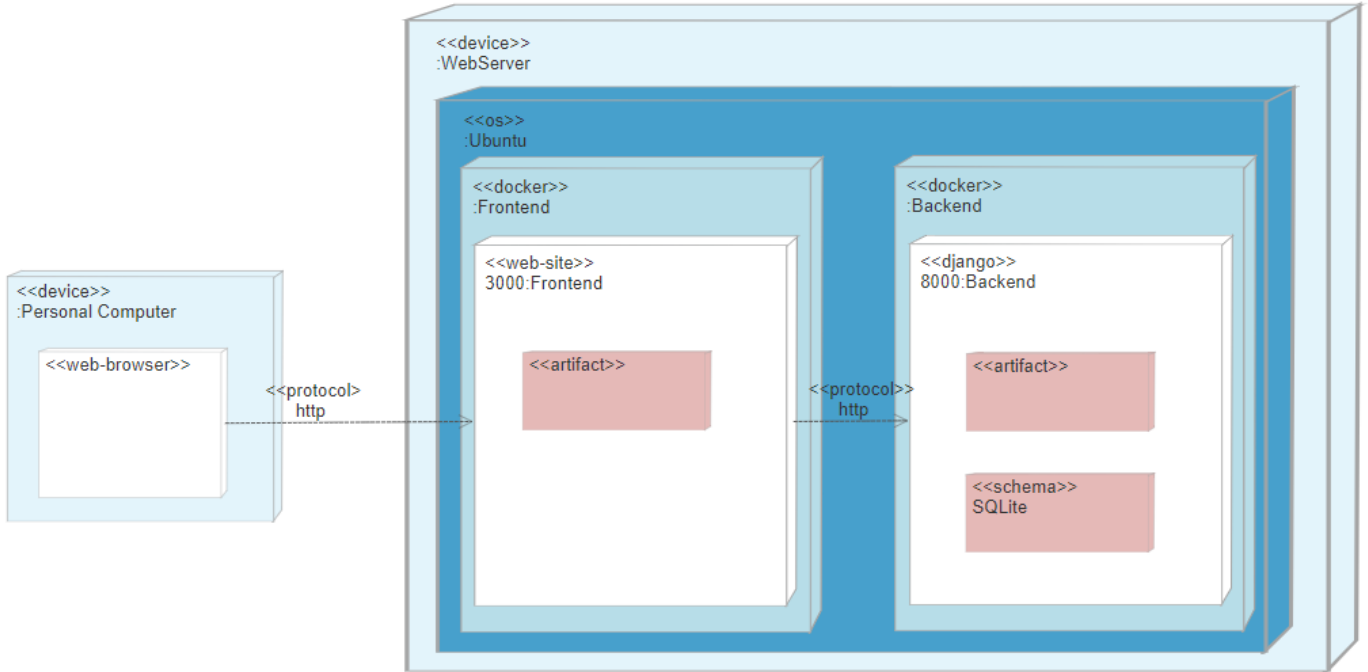 <<device>>
:WebServer
<<os>>
:Ubuntu
<<docker>>
:Frontend
<<web-site>>
3000:Frontend
<<artifact>>
<<docker>>
:Backend
<<django>>
8000:Backend
<<artifact>>
<<schema>>
SQLite
<<device>>
:Personal Computer
<<web-browser>>
<<protocol>
http
<<protocol>>
http